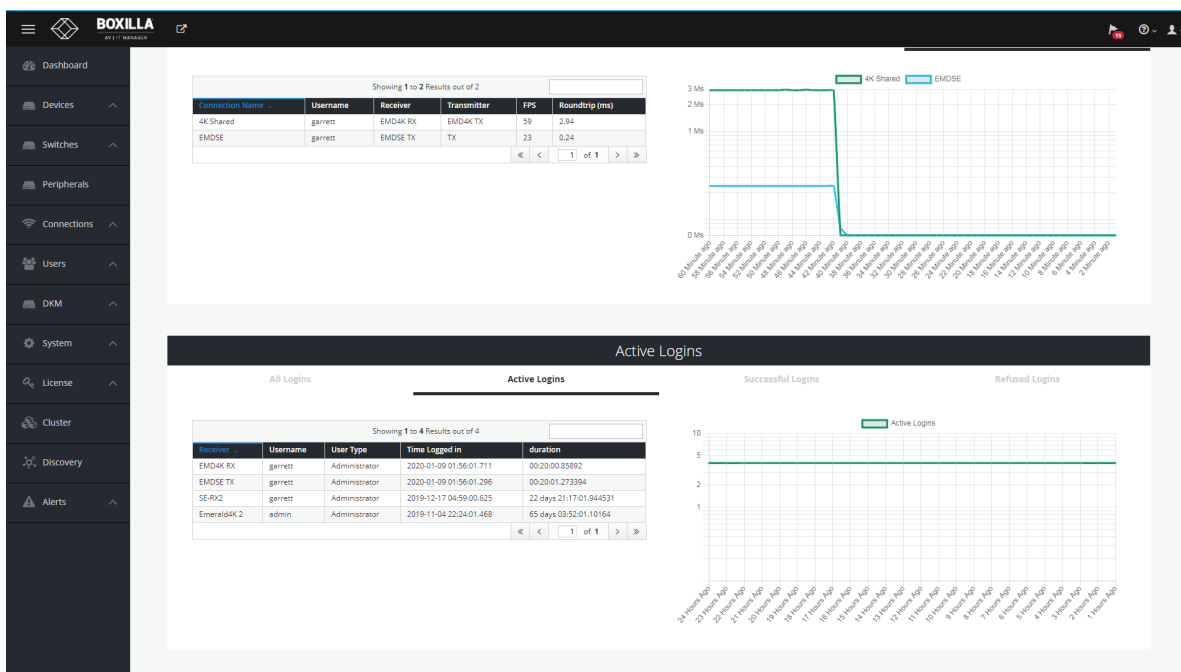 BOXILLA
AV | IT MANAGER
15
Dashboard
Devices
Switches
Peripherals
Connections
Users
DKM
System
License
Cluster
Discovery
Alerts
Showing 1 to 2 Results out of 2
Connection Name Username Receiver Transmitter FPS Roundtrip (ms)
4K Shared garrett EMD4K RX EMD4K TX 59 2.94
EMDSE garrett EMDSE TX TX 23 0.24
« < 1 of 1 > »
4K Shared EMDSE
3 Ms
2 Ms
1 Ms
0 Ms
60 Minute ago
58 Minute ago
56 Minute ago
54 Minute ago
52 Minute ago
50 Minute ago
48 Minute ago
46 Minute ago
44 Minute ago
42 Minute ago
40 Minute ago
38 Minute ago
36 Minute ago
34 Minute ago
32 Minute ago
30 Minute ago
28 Minute ago
26 Minute ago
24 Minute ago
22 Minute ago
20 Minute ago
18 Minute ago
16 Minute ago
14 Minute ago
12 Minute ago
10 Minute ago
8 Minute ago
6 Minute ago
4 Minute ago
2 Minute ago
Active Logins
All Logins Active Logins Successful Logins Refused Logins
Showing 1 to 4 Results out of 4
Receiver Username User Type Time Logged in duration
EMD4K RX garrett Administrator 2020-01-09 01:56:01.711 00:20:00.85892
EMDSE TX garrett Administrator 2020-01-09 01:56:01.296 00:20:01.273394
SE-RX2 garrett Administrator 2019-12-17 04:59:00.625 22 days 21:17:01.944531
Emerald4K 2 admin Administrator 2019-11-04 22:24:01.468 65 days 03:52:01.10164
« < 1 of 1 > »
Active Logins
10
5
2
1
24 Hours Ago
23 Hours Ago
22 Hours Ago
21 Hours Ago
20 Hours Ago
19 Hours Ago
18 Hours Ago
17 Hours Ago
16 Hours Ago
15 Hours Ago
14 Hours Ago
13 Hours Ago
12 Hours Ago
11 Hours Ago
10 Hours Ago
9 Hours Ago
8 Hours Ago
7 Hours Ago
6 Hours Ago
5 Hours Ago
4 Hours Ago
3 Hours Ago
2 Hours Ago
1 Hours Ago